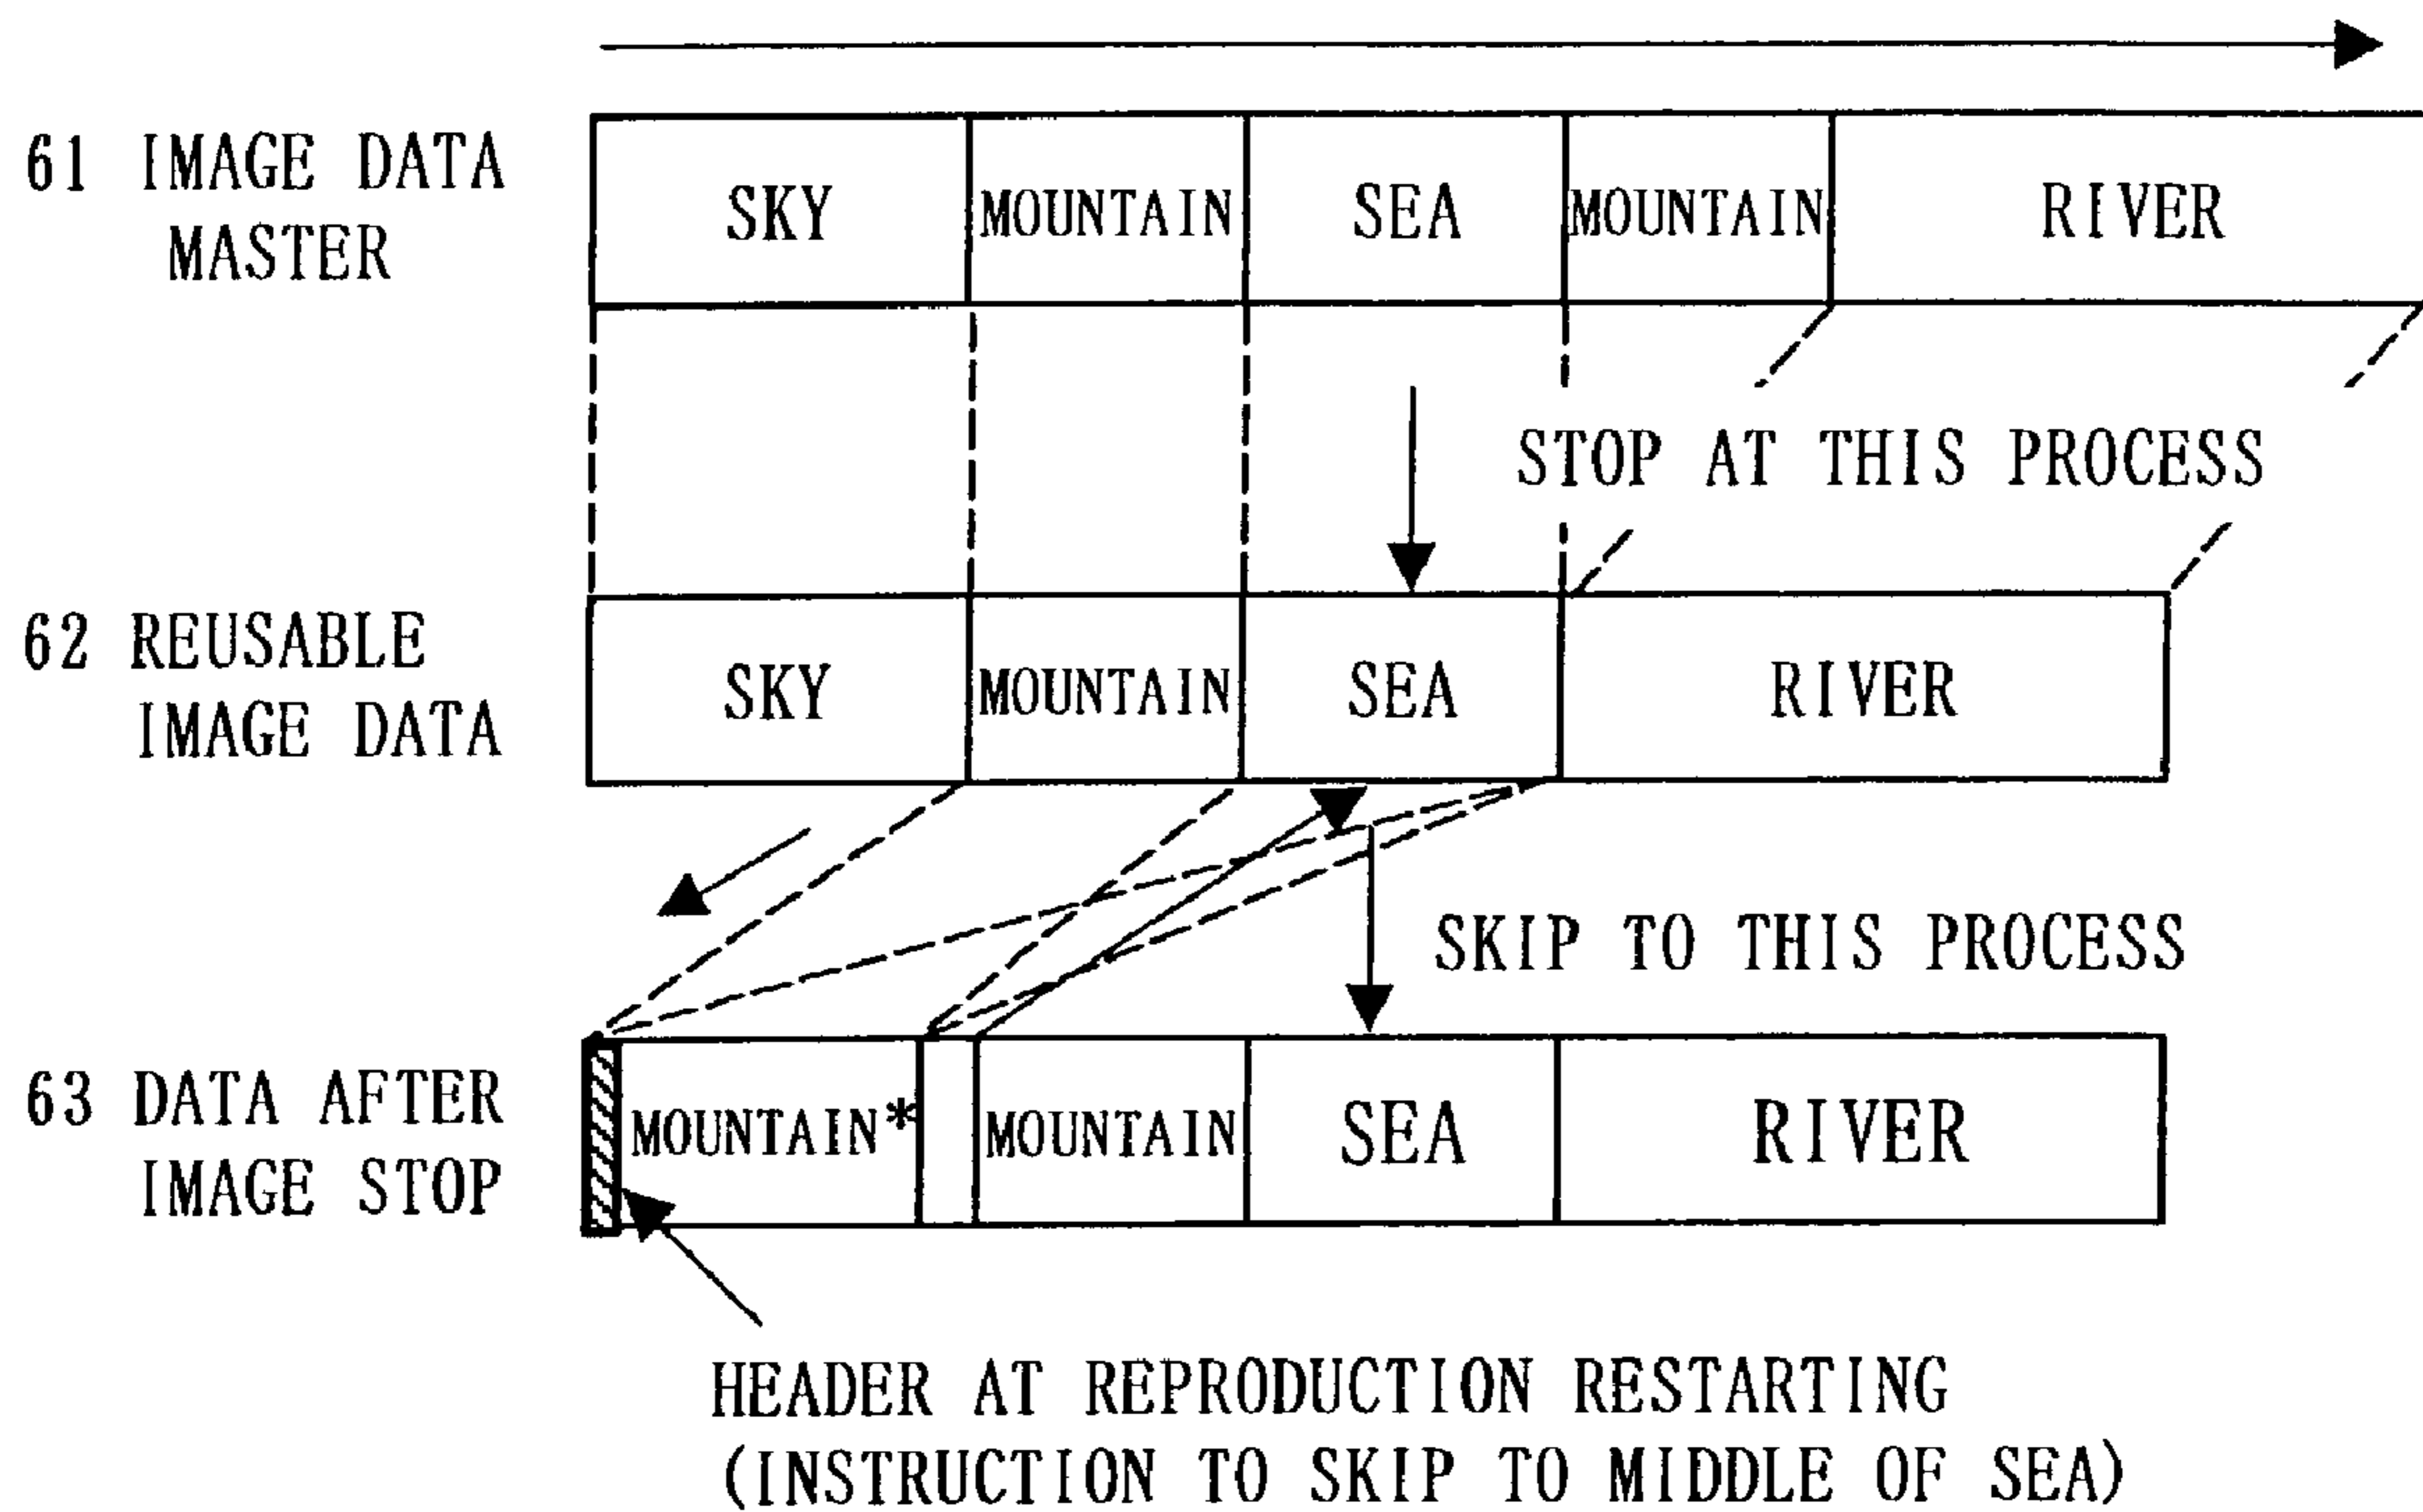 61 IMAGE DATA
MASTER
SKY MOUNTAIN SEA MOUNTAIN RIVER
STOP AT THIS PROCESS
62 REUSABLE
IMAGE DATA
SKY MOUNTAIN SEA RIVER
SKIP TO THIS PROCESS
63 DATA AFTER
IMAGE STOP
MOUNTAIN* MOUNTAIN SEA RIVER
HEADER AT REPRODUCTION RESTARTING
(INSTRUCTION TO SKIP TO MIDDLE OF SEA)